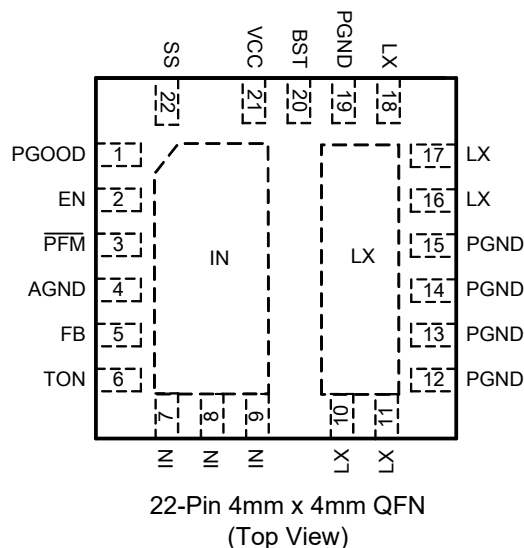 SS VCC BST PGND LX
22 21 20 19 18
PGOOD 1 17 LX
EN 2 16 LX
PFM 3 15 PGND
IN LX
AGND 4 14 PGND
FB 5 13 PGND
TON 6 12 PGND
7 8 9 10 11
IN IN IN LX LX
22-Pin 4mm x 4mm QFN
(Top View)